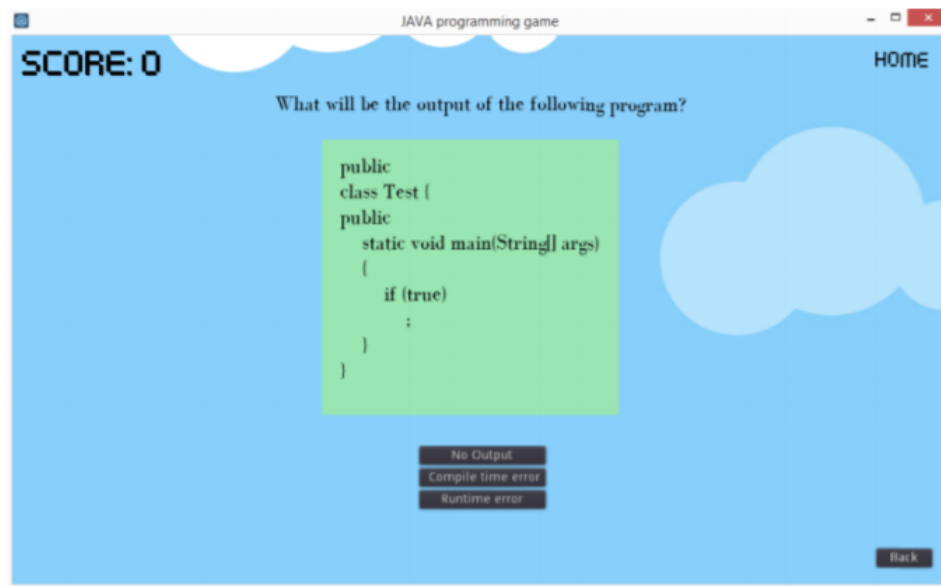 JAVA programming game
SCORE: 0
HOME
What will be the output of the following program?
public
class Test {
public
static void main(String[] args)
{
if (true)
;
}
}
No Output
Compile time error
Runtime error
Back